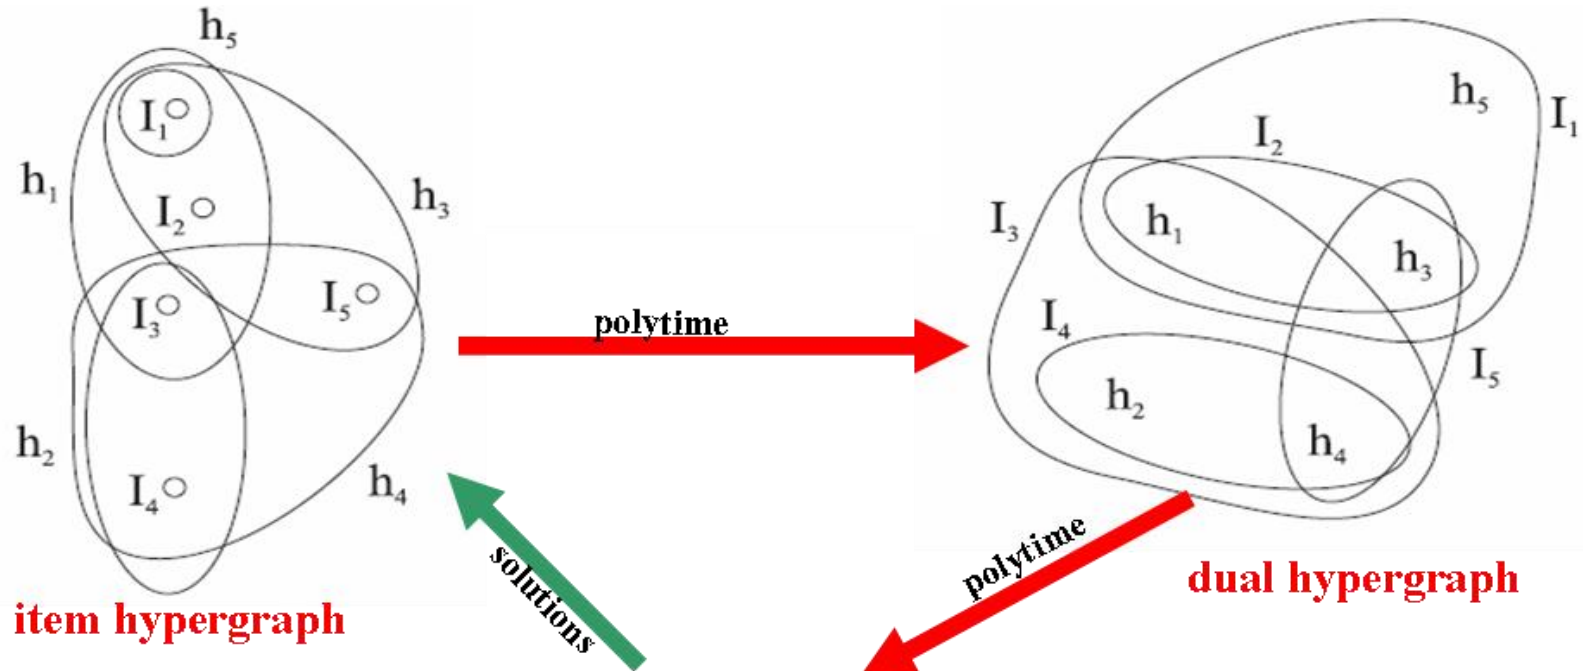 h₅
I₁
h₁
I₂
h₃
I₃
I₅
h₂
I₄
h₄
item hypergraph
polytime
solutions
polytime
h₅
I₁
I₂
I₃
h₁
h₃
I₄
I₅
h₂
h₄
dual hypergraph